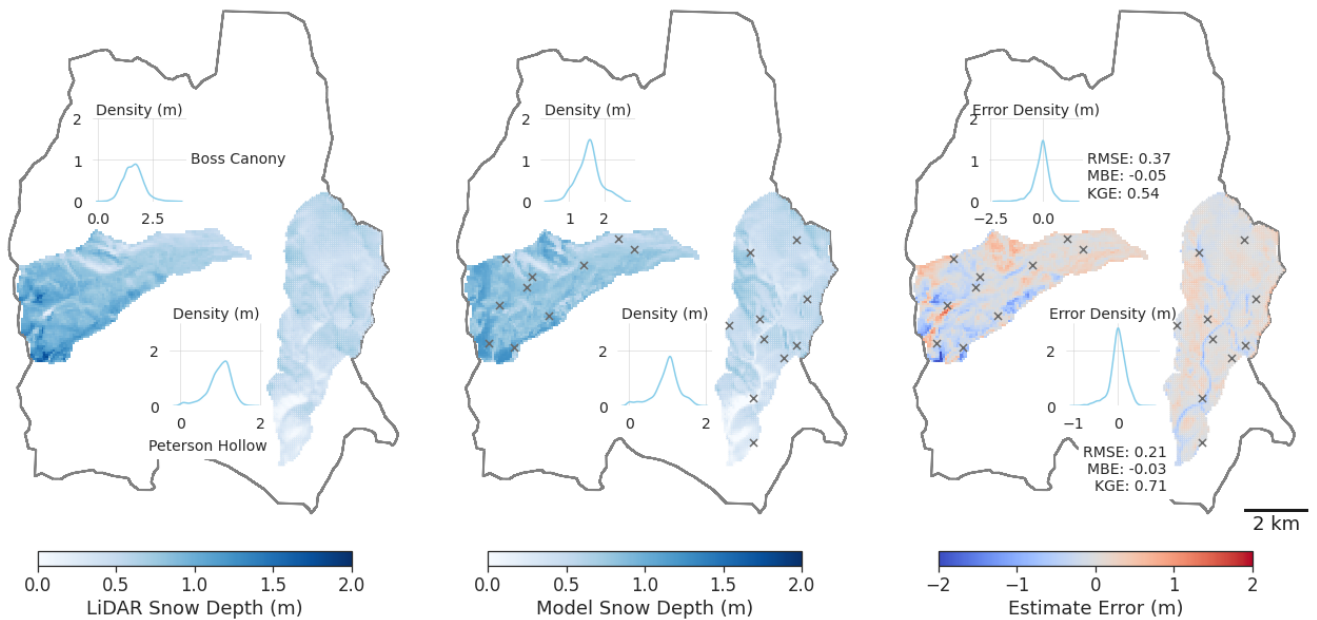 Density (m)
2
1
0
0.0 2.5
Boss Canony
Density (m)
2
0
0 2
Peterson Hollow
0.0 0.5 1.0 1.5 2.0
LiDAR Snow Depth (m)
Density (m)
2
1
0
1 2
Density (m)
2
0
0 2
0.0 0.5 1.0 1.5 2.0
Model Snow Depth (m)
Error Density (m)
2
1
0
−2.5 0.0
RMSE: 0.37
MBE: -0.05
KGE: 0.54
Error Density (m)
2
0
−1 0
RMSE: 0.21
MBE: -0.03
KGE: 0.71
2 km
−2 −1 0 1 2
Estimate Error (m)